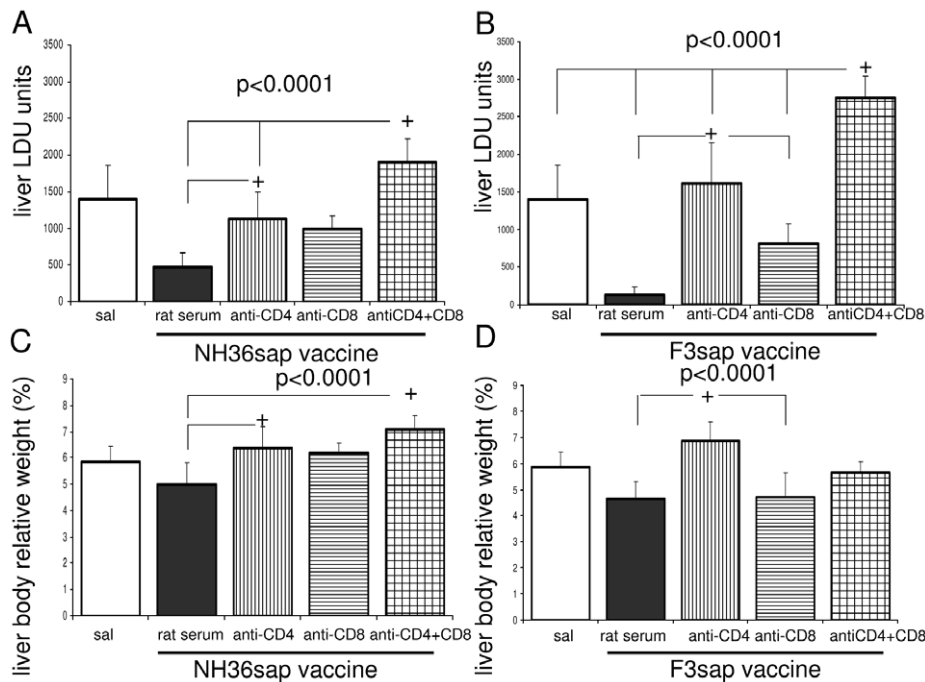 A
liver LDU units
3500
3000
2500
2000
1500
1000
500
0
p<0.0001
+
+
sal
rat serum
anti-CD4
anti-CD8
antiCD4+CD8
NH36sap vaccine
B
liver LDU units
3500
3000
2500
2000
1500
1000
500
0
p<0.0001
+
+
sal
rat serum
anti-CD4
anti-CD8
antiCD4+CD8
F3sap vaccine
C
liver body relative weight (%)
9
8
7
6
5
4
3
2
1
0
p<0.0001
+
+
sal
rat serum
anti-CD4
anti-CD8
antiCD4+CD8
NH36sap vaccine
D
liver body relative weight (%)
9
8
7
6
5
4
3
2
1
0
p<0.0001
+
sal
rat serum
anti-CD4
anti-CD8
antiCD4+CD8
F3sap vaccine